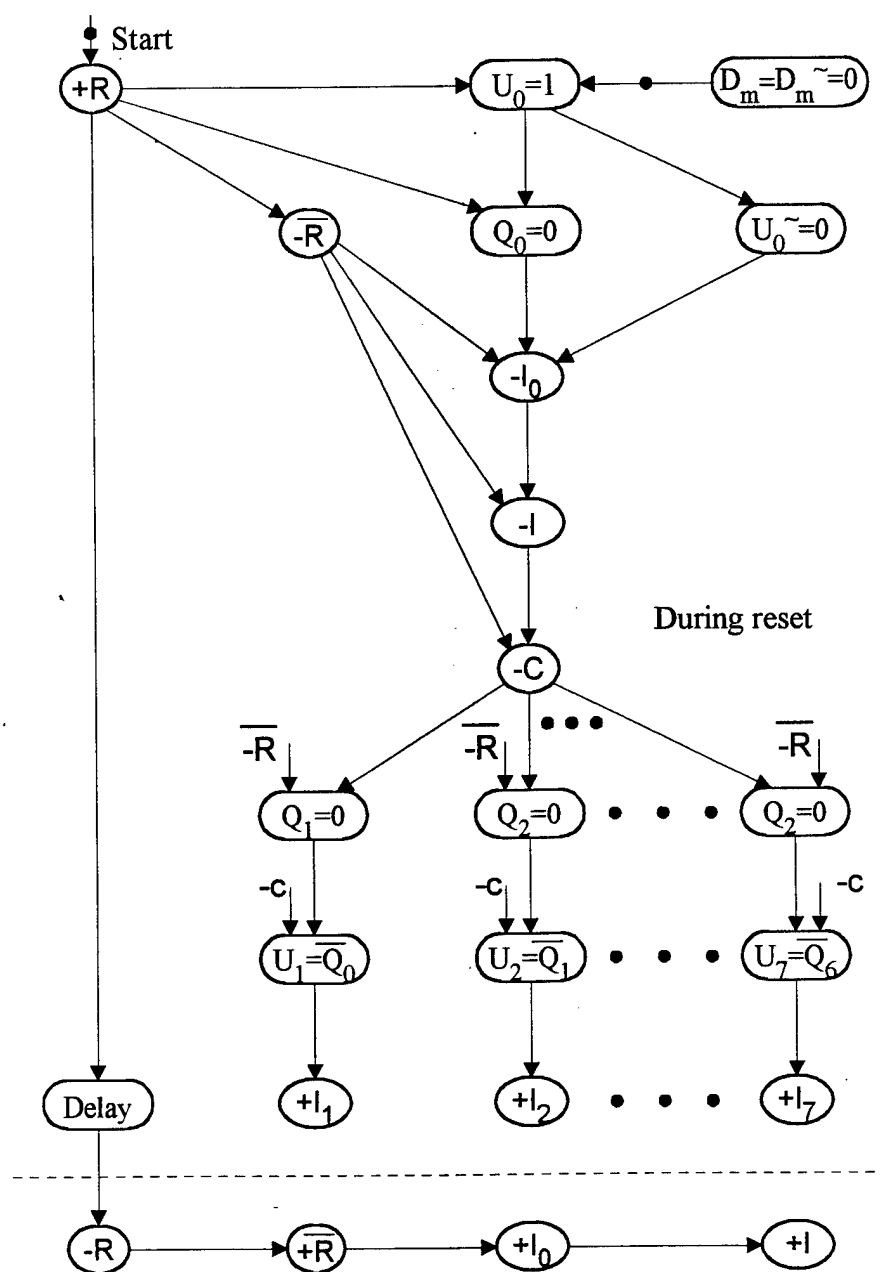 Start
+R U₀=1 Dₘ=Dₘ~=0
-R̅ Q₀=0 U₀~=0
-I₀
-I
During reset
-C
-R̅ -R̅ -R̅
Q₁=0 Q₂=0 Q₂=0
-c -c -c
U₁=Q̅₀ U₂=Q̅₁ U₇=Q̅₆
Delay +I₁ +I₂ +I₇
-R +R̅ +I₀ +I